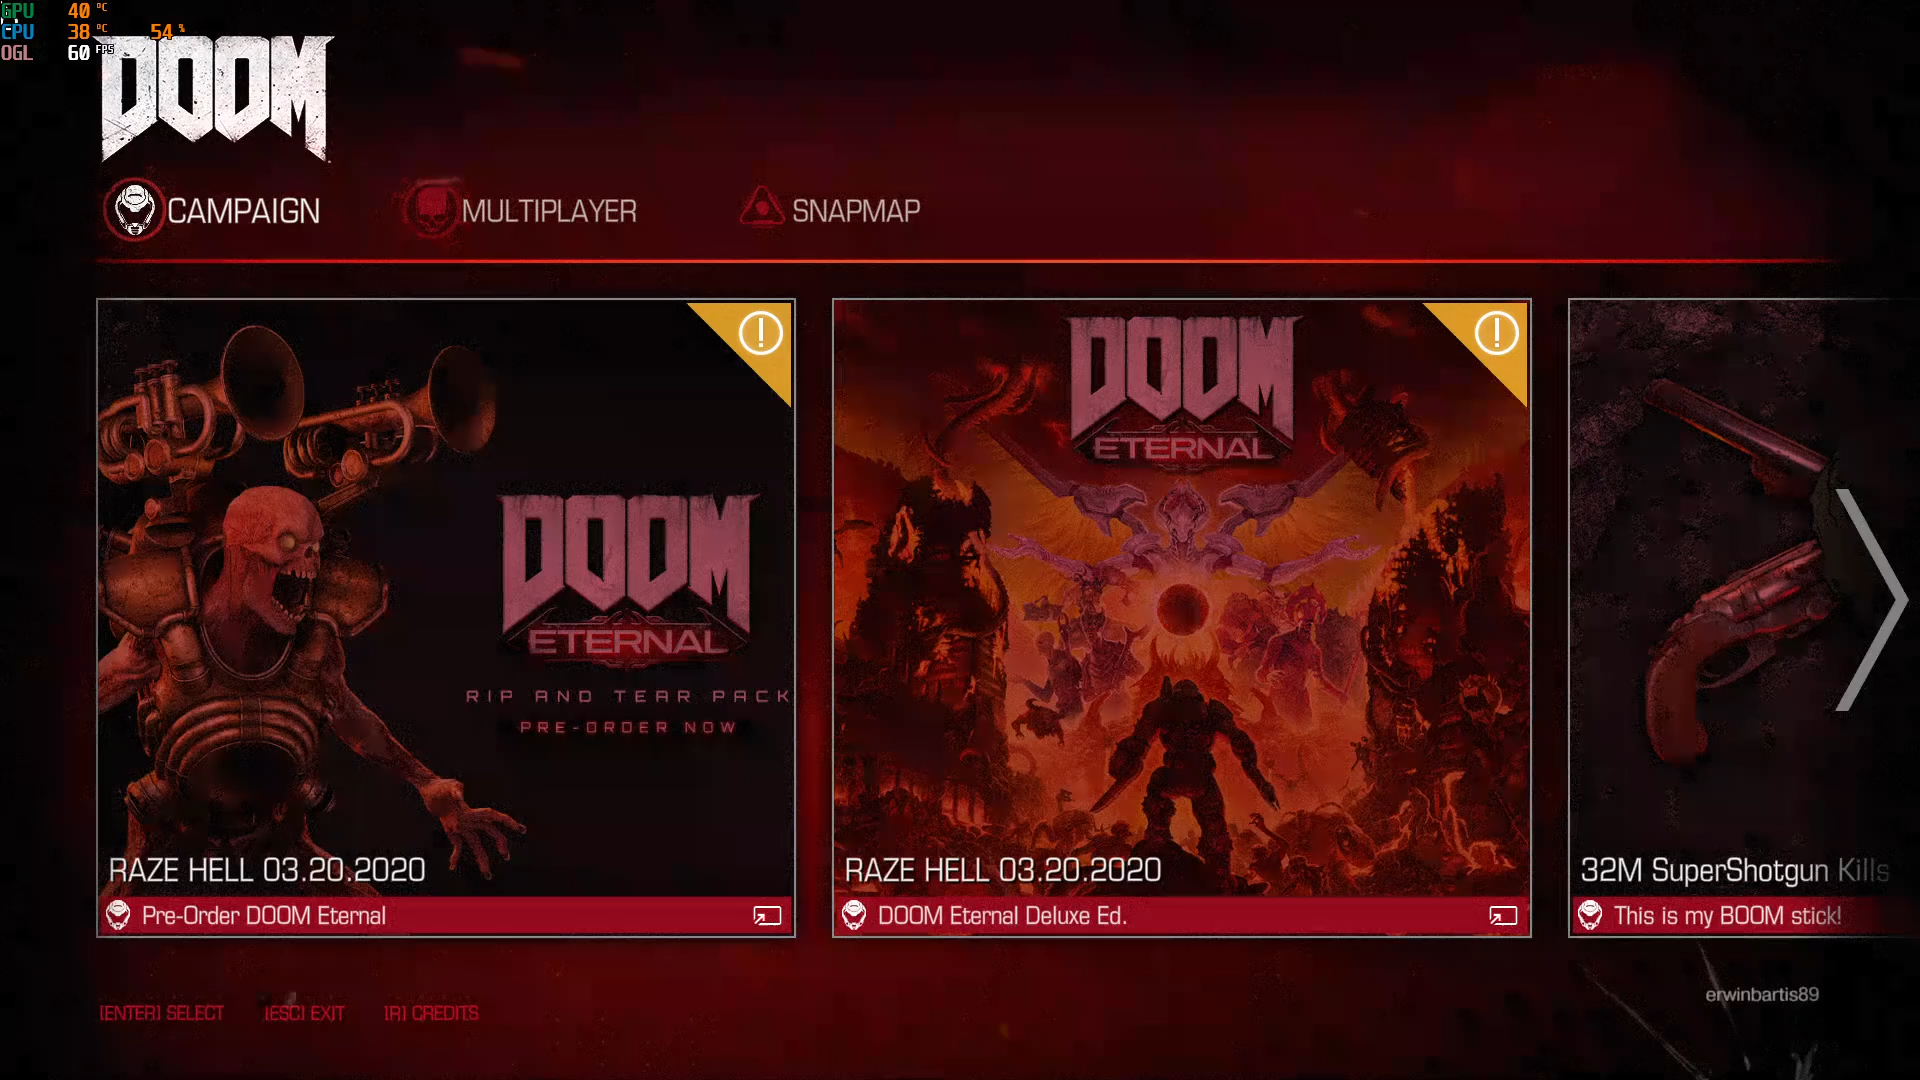 GPU 40 °C
CPU 38 °C 54 %
OGL 60 FPS
DOOM
CAMPAIGN MULTIPLAYER SNAPMAP
DOOM
ETERNAL
RIP AND TEAR PACK
PRE-ORDER NOW
RAZE HELL 03.20.2020
Pre-Order DOOM Eternal
DOOM
ETERNAL
RAZE HELL 03.20.2020
DOOM Eternal Deluxe Ed.
32M SuperShotgun Kills
This is my BOOM stick!
erwinbartis89
[ENTER] SELECT [ESC] EXIT [R] CREDITS